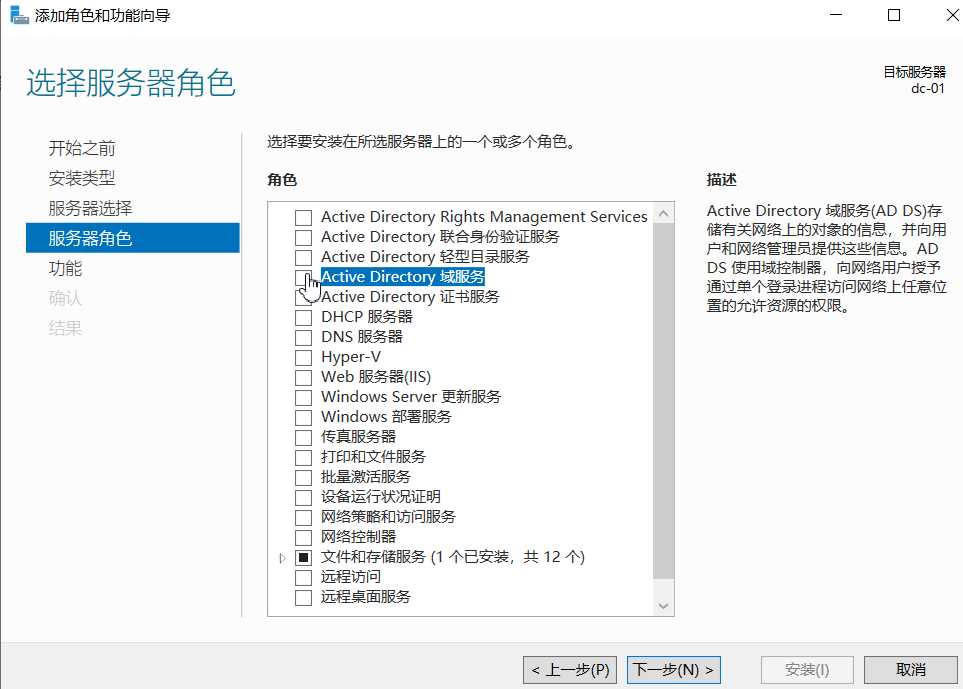 添加角色和功能向导
选择服务器角色
目标服务器
dc-01
开始之前
安装类型
服务器选择
服务器角色
功能
确认
结果
选择要安装在所选服务器上的一个或多个角色。
角色
Active Directory Rights Management Services
Active Directory 联合身份验证服务
Active Directory 轻型目录服务
Active Directory 域服务
Active Directory 证书服务
DHCP 服务器
DNS 服务器
Hyper-V
Web 服务器(IIS)
Windows Server 更新服务
Windows 部署服务
传真服务器
打印和文件服务
批量激活服务
设备运行状况证明
网络策略和访问服务
网络控制器
文件和存储服务 (1 个已安装，共 12 个)
远程访问
远程桌面服务
描述
Active Directory 域服务(AD DS)存
储有关网络上的对象的信息，并向用
户和网络管理员提供这些信息。AD
DS 使用域控制器，向网络用户授予
通过单个登录进程访问网络上任意位
置的允许资源的权限。
< 上一步(P)
下一步(N) >
安装(I)
取消